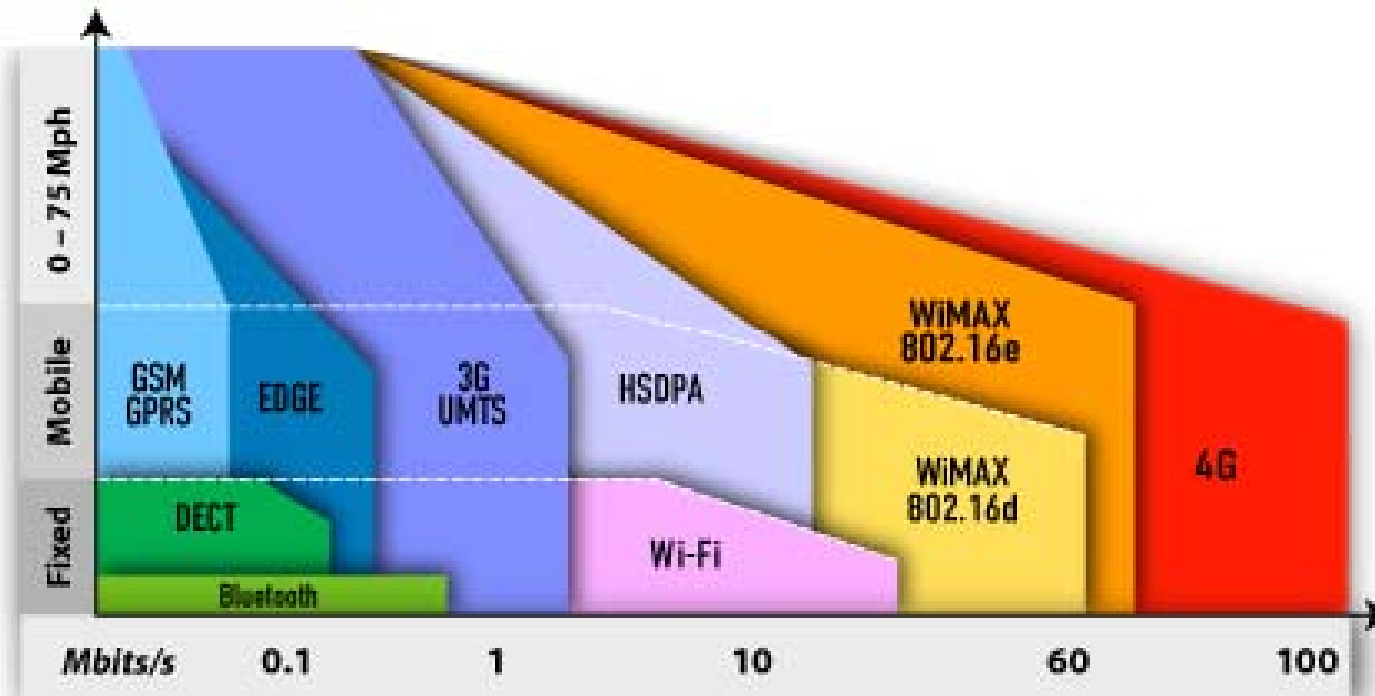 0 – 75 Mph
Mobile
Fixed
GSM
GPRS
EDGE
3G
UMTS
HSDPA
WiMAX
802.16e
WiMAX
802.16d
4G
DECT
Wi-Fi
Bluetooth
Mbits/s 0.1 1 10 60 100